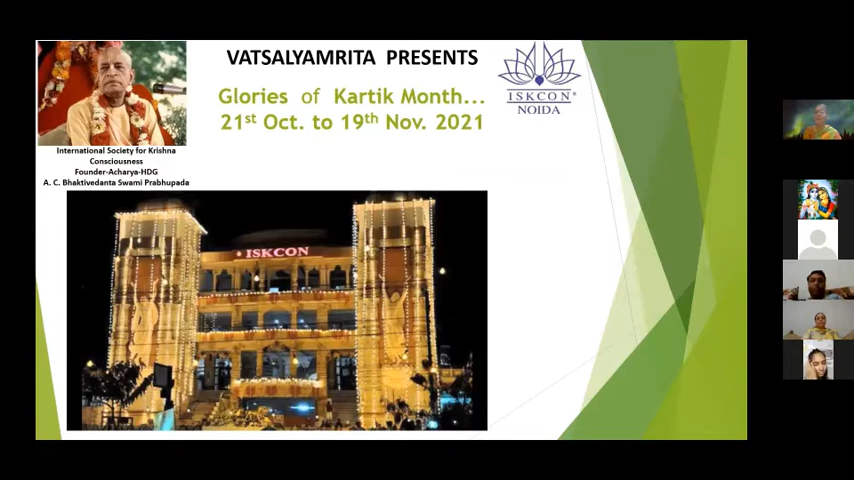 VATSALYAMRITA PRESENTS
Glories of Kartik Month...
21st Oct. to 19th Nov. 2021
ISKCON
NOIDA
International Society for Krishna
Consciousness
Founder-Acharya-HDG
A. C. Bhaktivedanta Swami Prabhupada
ISKCON